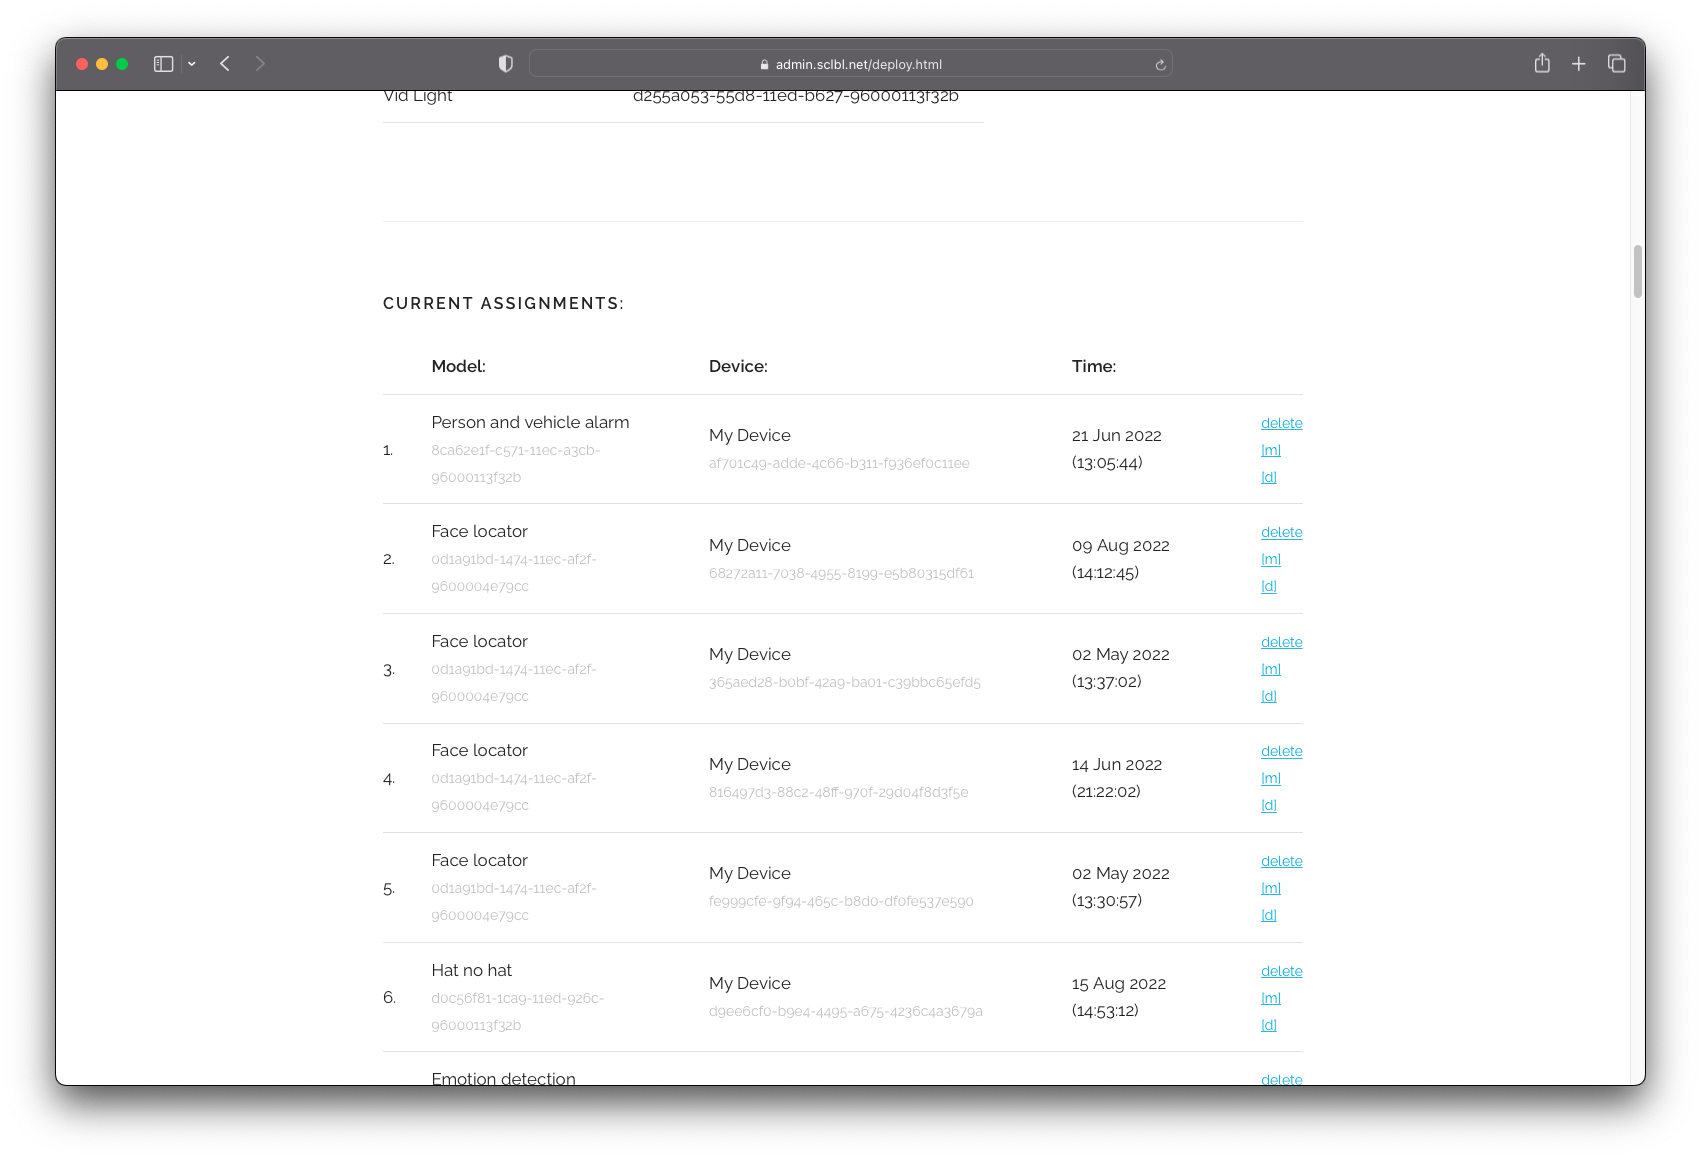 admin.sclbl.net/deploy.html
Vid Light d255a053-55d8-11ed-b627-96000113f32b
CURRENT ASSIGNMENTS:
Model: Device: Time:
1. Person and vehicle alarm
8ca62e1f-c571-11ec-a3cb-
96000113f32b
My Device
af701c49-adde-4c66-b311-f936ef0c11ee
21 Jun 2022
(13:05:44)
delete
[m]
[d]
2. Face locator
0d1a91bd-1474-11ec-af2f-
9600004e79cc
My Device
68272a11-7038-4955-8199-e5b80315df61
09 Aug 2022
(14:12:45)
delete
[m]
[d]
3. Face locator
0d1a91bd-1474-11ec-af2f-
9600004e79cc
My Device
365aed28-b0bf-42a9-ba01-c39bbc65efd5
02 May 2022
(13:37:02)
delete
[m]
[d]
4. Face locator
0d1a91bd-1474-11ec-af2f-
9600004e79cc
My Device
816497d3-88c2-48ff-970f-29d04f8d3f5e
14 Jun 2022
(21:22:02)
delete
[m]
[d]
5. Face locator
0d1a91bd-1474-11ec-af2f-
9600004e79cc
My Device
fe999cfe-9f94-465c-b8d0-df0fe537e590
02 May 2022
(13:30:57)
delete
[m]
[d]
6. Hat no hat
d0c56f81-1ca9-11ed-926c-
96000113f32b
My Device
d9ee6cf0-b9e4-4495-a675-4236c4a3679a
15 Aug 2022
(14:53:12)
delete
[m]
[d]
Emotion detection
delete